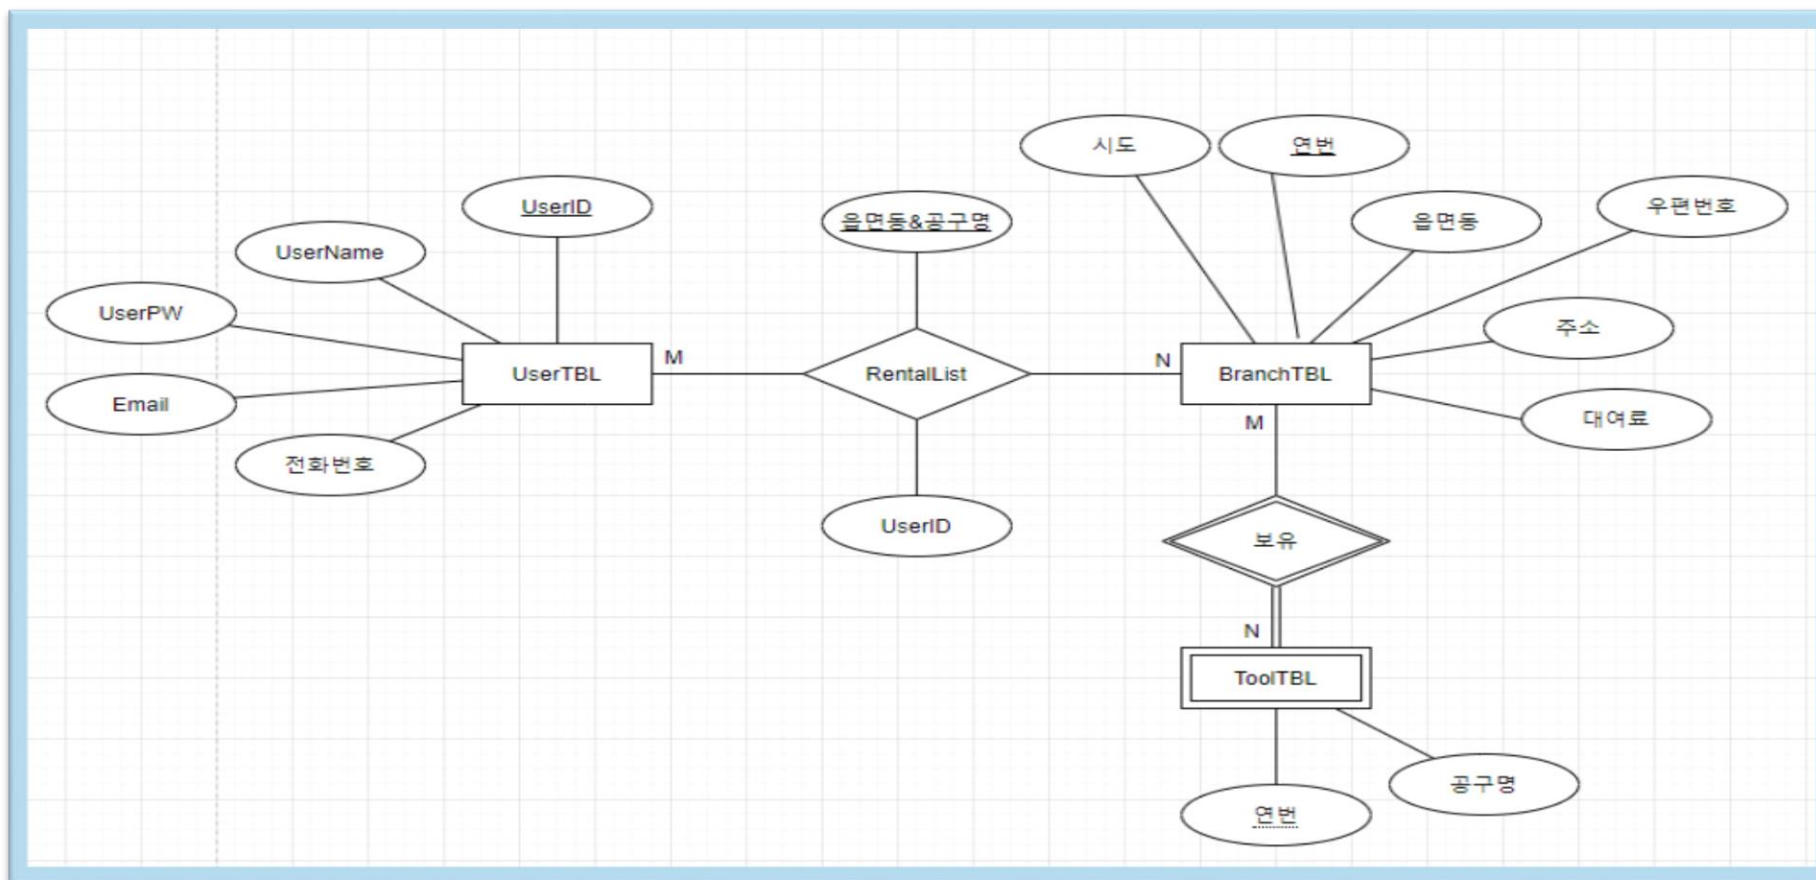 시도
연번
UserID
읍면동&공구명
읍면동
우편번호
UserName
UserPW
주소
UserTBL
M
RentalList
N
BranchTBL
Email
M
대여료
전화번호
UserID
보유
N
ToolTBL
공구명
연번